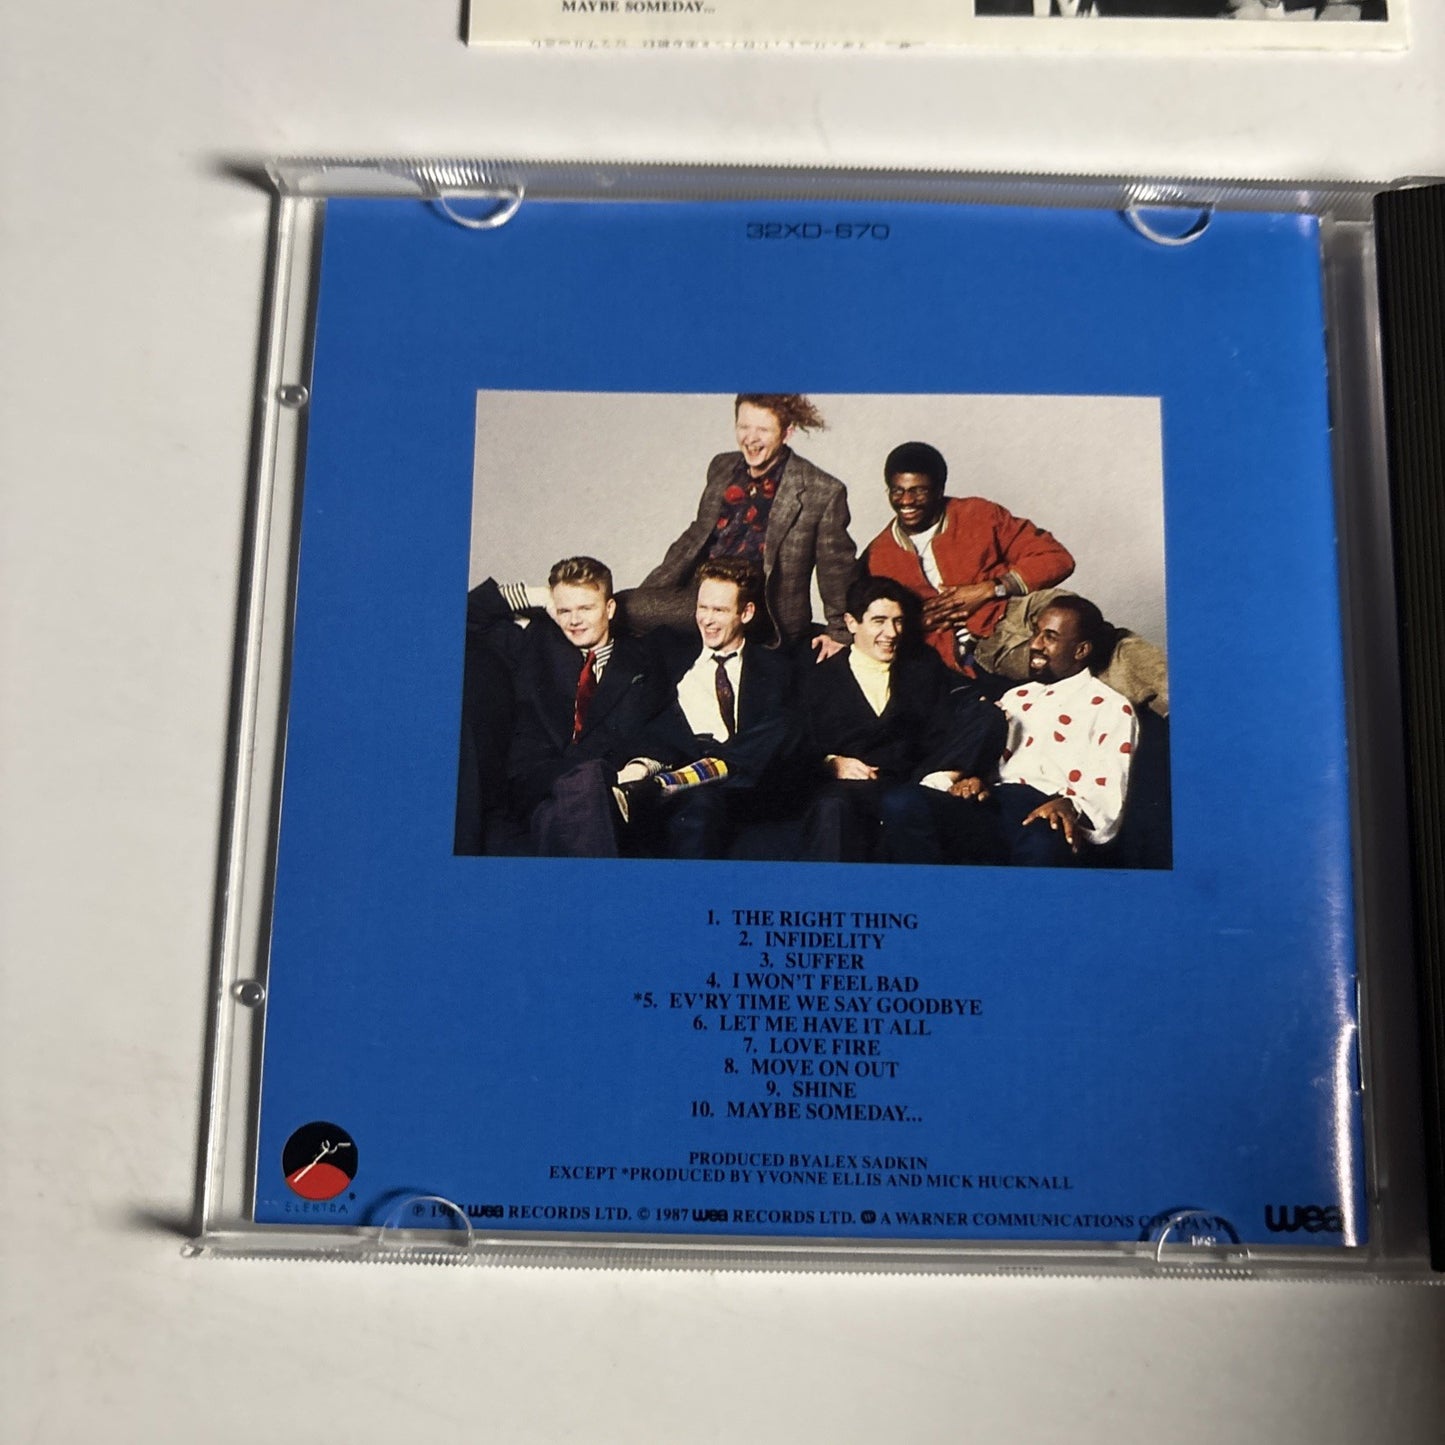 MAYBE SOMEDAY...
32XD-670
1. THE RIGHT THING
2. INFIDELITY
3. SUFFER
4. I WON'T FEEL BAD
*5. EV'RY TIME WE SAY GOODBYE
6. LET ME HAVE IT ALL
7. LOVE FIRE
8. MOVE ON OUT
9. SHINE
10. MAYBE SOMEDAY...
PRODUCED BYALEX SADKIN
EXCEPT *PRODUCED BY YVONNE ELLIS AND MICK HUCKNALL
ELEKTRA
℗ 1987 wea RECORDS LTD. © 1987 wea RECORDS LTD. A WARNER COMMUNICATIONS COMPANY
wea